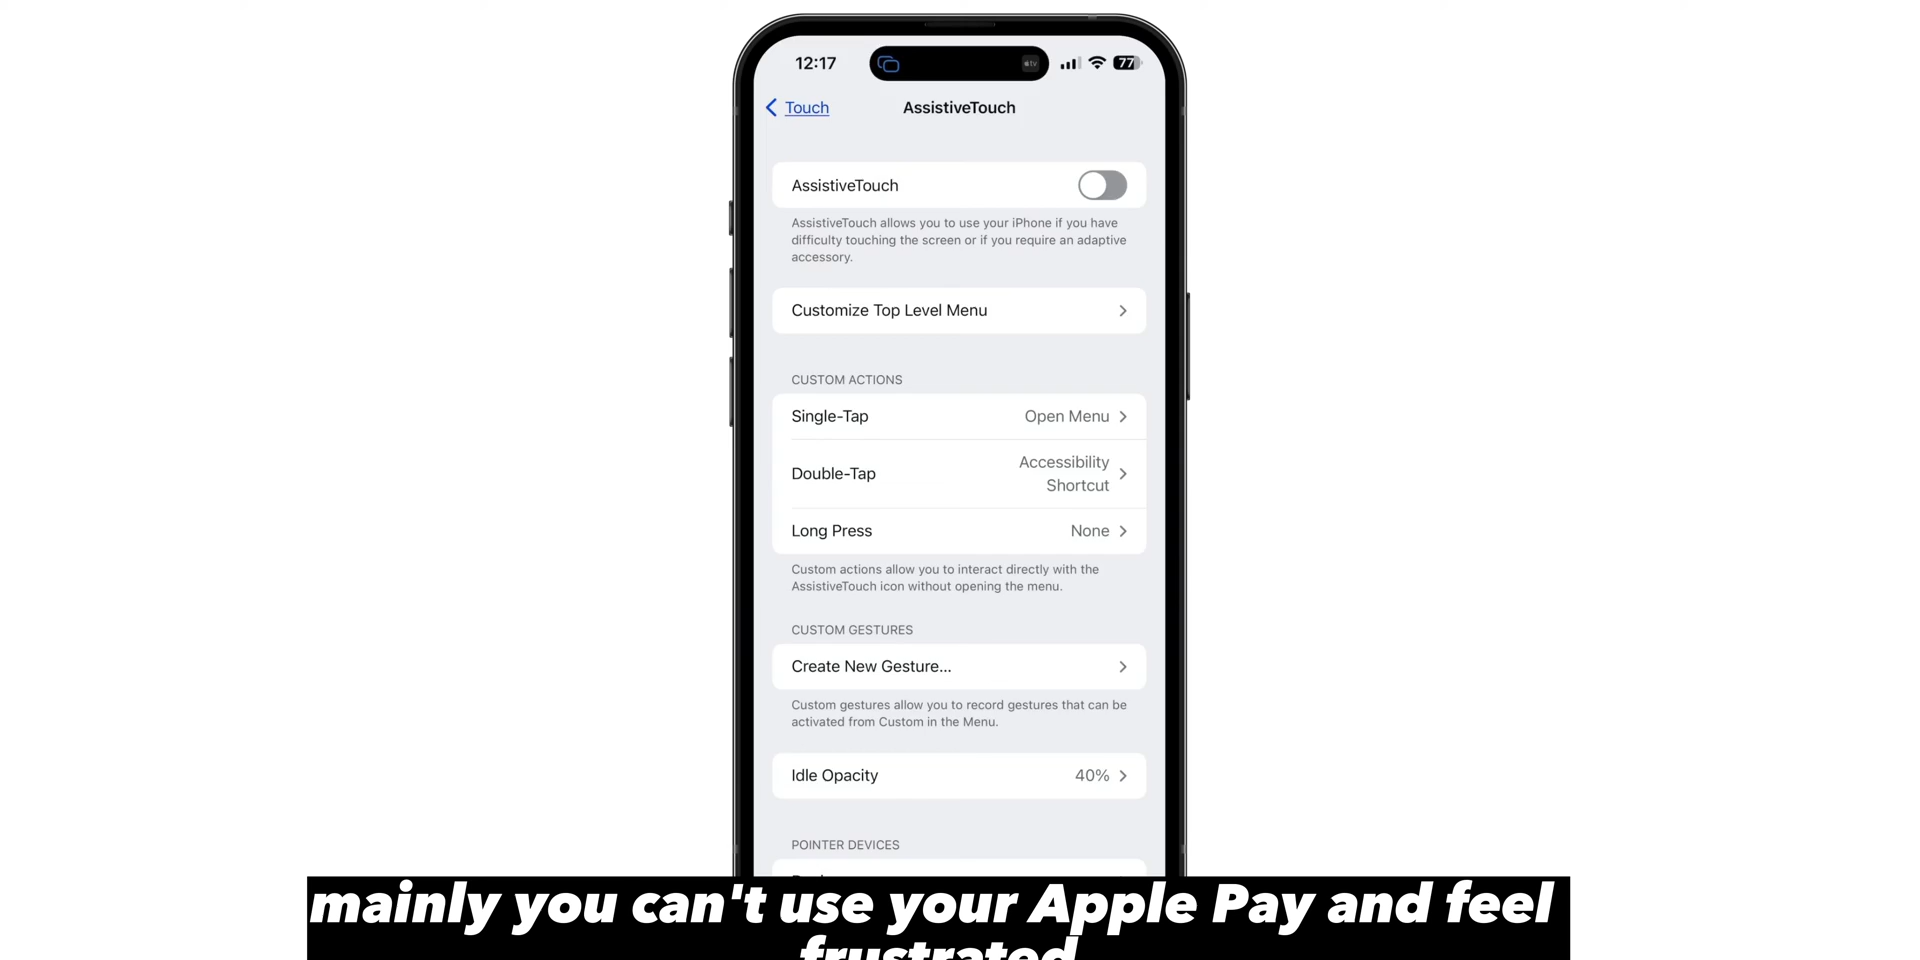 12:17
tv
77
Touch
AssistiveTouch
AssistiveTouch
AssistiveTouch allows you to use your iPhone if you have
difficulty touching the screen or if you require an adaptive
accessory.
Customize Top Level Menu
CUSTOM ACTIONS
Single-Tap Open Menu
Double-Tap Accessibility
Shortcut
Long Press None
Custom actions allow you to interact directly with the
AssistiveTouch icon without opening the menu.
CUSTOM GESTURES
Create New Gesture...
Custom gestures allow you to record gestures that can be
activated from Custom in the Menu.
Idle Opacity 40%
POINTER DEVICES
mainly you can't use your Apple Pay and feel
frustrated